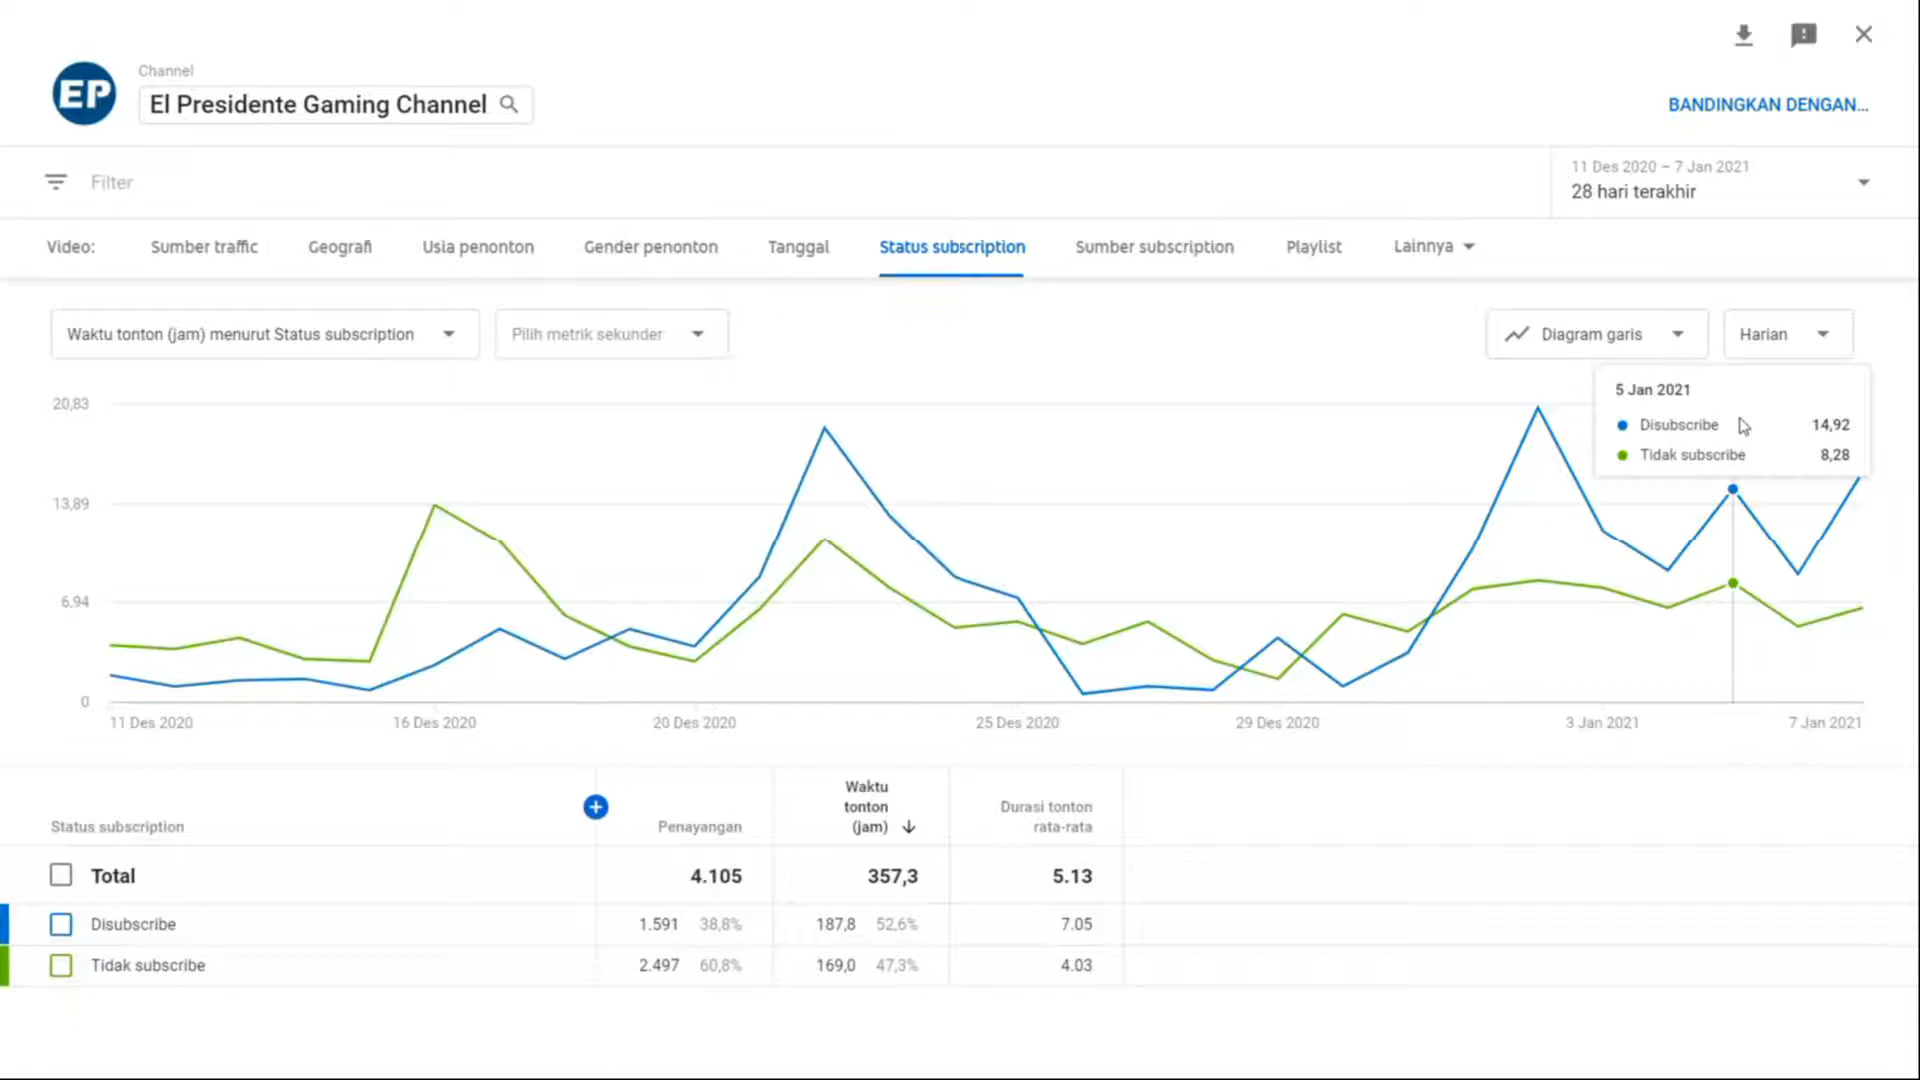 EP
Channel
El Presidente Gaming Channel
BANDINGKAN DENGAN...
Filter
11 Des 2020 – 7 Jan 2021
28 hari terakhir
Video: Sumber traffic Geografi Usia penonton Gender penonton Tanggal Status subscription Sumber subscription Playlist Lainnya
Waktu tonton (jam) menurut Status subscription Pilih metrik sekunder Diagram garis Harian
5 Jan 2021
Disubscribe 14,92
Tidak subscribe 8,28
20,83
13,89
6,94
0
11 Des 2020 16 Des 2020 20 Des 2020 25 Des 2020 29 Des 2020 3 Jan 2021 7 Jan 2021
Status subscription
Penayangan
Waktu
tonton
(jam)
Durasi tonton
rata-rata
Total 4.105 357,3 5.13
Disubscribe 1.591 38,8% 187,8 52,6% 7.05
Tidak subscribe 2.497 60,8% 169,0 47,3% 4.03